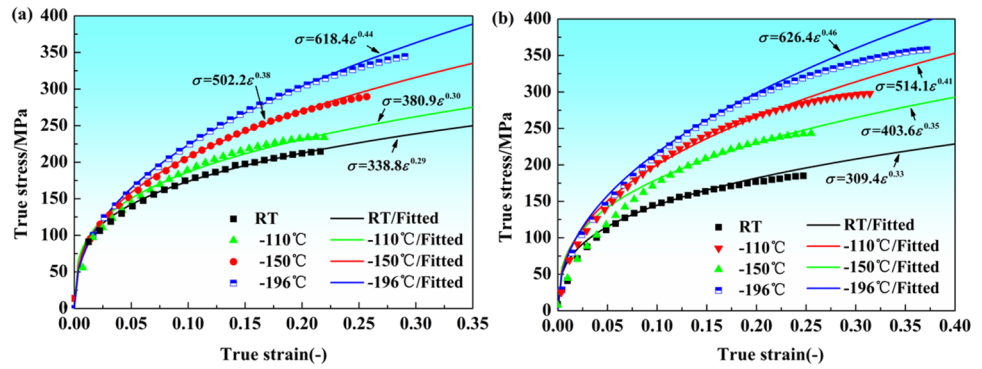 (a)
400
350
300
250
200
150
100
50
0
True stress/MPa
σ=618.4ε^0.44
σ=502.2ε^0.38
σ=380.9ε^0.30
σ=338.8ε^0.29
RT RT/Fitted
-110℃ -110℃/Fitted
-150℃ -150℃/Fitted
-196℃ -196℃/Fitted
0.00 0.05 0.10 0.15 0.20 0.25 0.30 0.35
True strain(-)
(b)
400
350
300
250
200
150
100
50
0
True stress/MPa
σ=626.4ε^0.46
σ=514.1ε^0.41
σ=403.6ε^0.35
σ=309.4ε^0.33
RT RT/Fitted
-110℃ -110℃/Fitted
-150℃ -150℃/Fitted
-196℃ -196℃/Fitted
0.00 0.05 0.10 0.15 0.20 0.25 0.30 0.35 0.40
True strain(-)